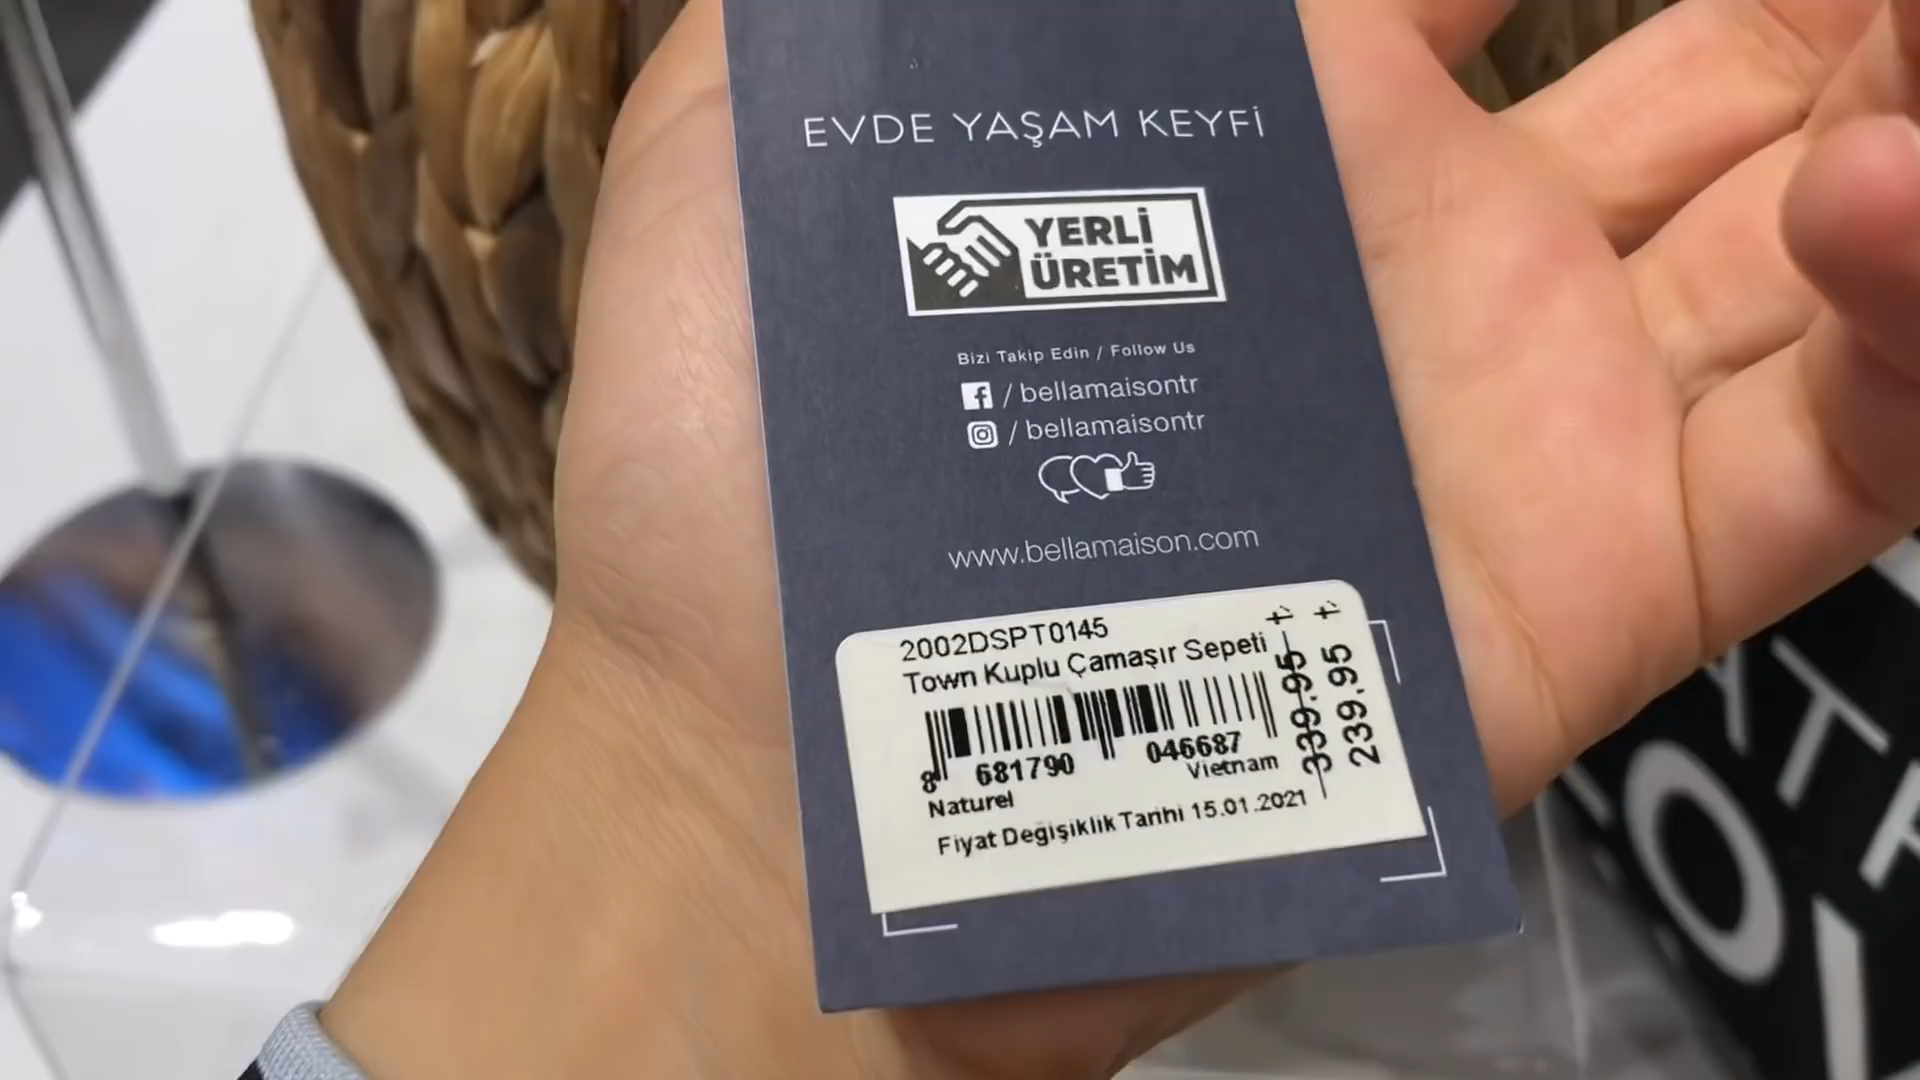 EVDE YAŞAM KEYFİ
YERLİ
ÜRETİM
Bizi Takip Edin / Follow Us
/ bellamaisontr
/ bellamaisontr
www.bellamaison.com
2002DSPT0145
Town Kuplu Çamaşır Sepeti
8 681790 046687
Vietnam
Naturel
Fiyat Değişiklik Tarihi 15.01.2021
339.95 ₺
239.95 ₺